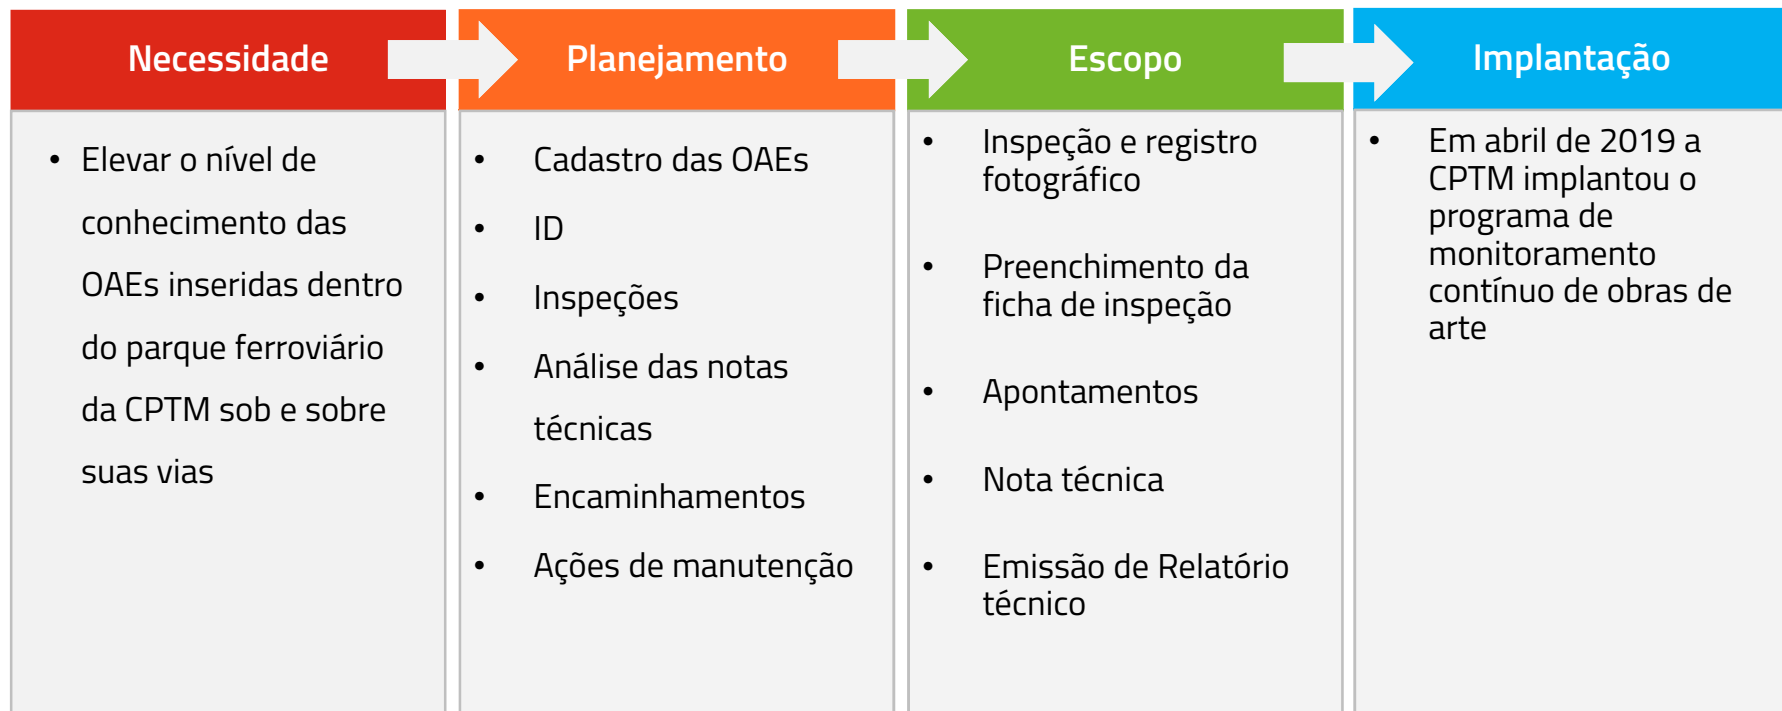 Necessidade
• Elevar o nível de
conhecimento das
OAEs inseridas dentro
do parque ferroviário
da CPTM sob e sobre
suas vias
Planejamento
• Cadastro das OAEs
• ID
• Inspeções
• Análise das notas
técnicas
• Encaminhamentos
• Ações de manutenção
Escopo
• Inspeção e registro
fotográfico
• Preenchimento da
ficha de inspeção
• Apontamentos
• Nota técnica
• Emissão de Relatório
técnico
Implantação
• Em abril de 2019 a
CPTM implantou o
programa de
monitoramento
contínuo de obras de
arte